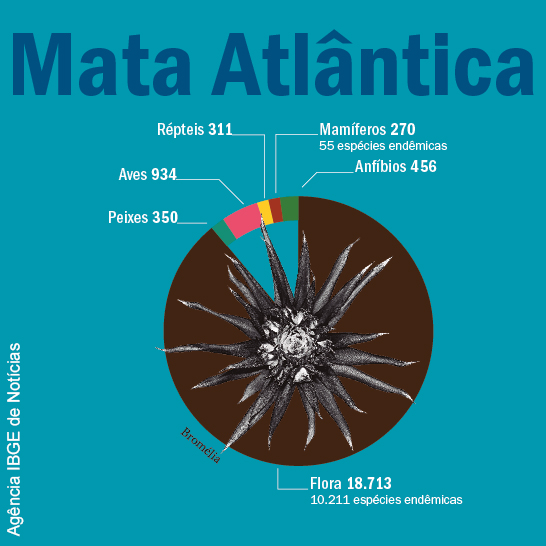 Mata Atlântica
Répteis 311
Mamíferos 270
55 espécies endêmicas
Aves 934
Anfíbios 456
Peixes 350
Bromelia
Flora 18.713
10.211 espécies endêmicas
Agência IBGE de Notícias